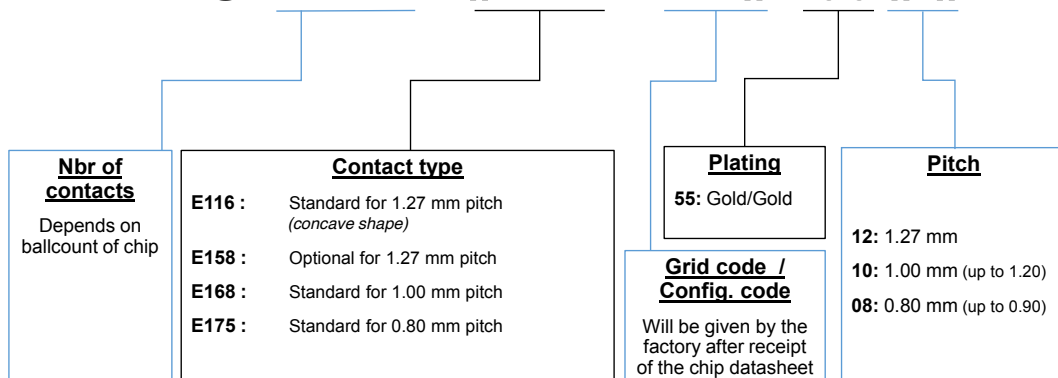 Nbr of
contacts
Depends on
ballcount of chip
Contact type
E116 : Standard for 1.27 mm pitch
(concave shape)
E158 : Optional for 1.27 mm pitch
E168 : Standard for 1.00 mm pitch
E175 : Standard for 0.80 mm pitch
Grid code /
Config. code
Will be given by the
factory after receipt
of the chip datasheet
Plating
55: Gold/Gold
Pitch
12: 1.27 mm
10: 1.00 mm (up to 1.20)
08: 0.80 mm (up to 0.90)